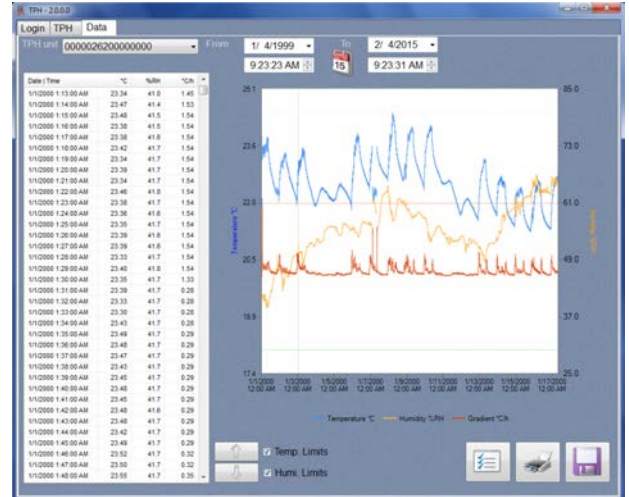 TPH - 2.0.0.0
Login TPH Data
TPH unit 0000026200000000 From 1/ 4/1999 To 2/ 4/2015
9:23:23 AM 15 9:23:31 AM
Date | Time °C %RH °C/h
1/1/2000 1:13:00 AM 23.34 41.0 1.45
1/1/2000 1:14:00 AM 23.47 41.4 1.53
1/1/2000 1:15:00 AM 23.48 41.5 1.54
1/1/2000 1:16:00 AM 23.38 41.5 1.54
1/1/2000 1:17:00 AM 23.38 41.6 1.54
1/1/2000 1:18:00 AM 23.42 41.7 1.54
1/1/2000 1:19:00 AM 23.34 41.7 1.54
1/1/2000 1:20:00 AM 23.39 41.7 1.54
1/1/2000 1:21:00 AM 23.34 41.7 1.54
1/1/2000 1:22:00 AM 23.46 41.8 1.54
1/1/2000 1:23:00 AM 23.38 41.7 1.54
1/1/2000 1:24:00 AM 23.36 41.6 1.54
1/1/2000 1:25:00 AM 23.35 41.7 1.54
1/1/2000 1:26:00 AM 23.39 41.6 1.54
1/1/2000 1:27:00 AM 23.39 41.6 1.54
1/1/2000 1:28:00 AM 23.33 41.7 1.54
1/1/2000 1:29:00 AM 23.40 41.8 1.54
1/1/2000 1:30:00 AM 23.35 41.7 1.33
1/1/2000 1:31:00 AM 23.39 41.7 0.28
1/1/2000 1:32:00 AM 23.33 41.7 0.28
1/1/2000 1:33:00 AM 23.30 41.7 0.28
1/1/2000 1:34:00 AM 23.43 41.7 0.28
1/1/2000 1:35:00 AM 23.49 41.7 0.29
1/1/2000 1:36:00 AM 23.48 41.7 0.29
1/1/2000 1:37:00 AM 23.47 41.7 0.29
1/1/2000 1:38:00 AM 23.43 41.7 0.29
1/1/2000 1:39:00 AM 23.45 41.7 0.29
1/1/2000 1:40:00 AM 23.48 41.7 0.29
1/1/2000 1:41:00 AM 23.45 41.7 0.29
1/1/2000 1:42:00 AM 23.48 41.6 0.29
1/1/2000 1:43:00 AM 23.48 41.7 0.29
1/1/2000 1:44:00 AM 23.42 41.7 0.29
1/1/2000 1:45:00 AM 23.49 41.7 0.29
1/1/2000 1:46:00 AM 23.52 41.7 0.32
1/1/2000 1:47:00 AM 23.50 41.7 0.32
1/1/2000 1:48:00 AM 23.55 41.7 0.35
25.1 85.0
23.6 73.0
22.0 61.0
20.5 49.0
18.9 37.0
17.4 25.0
Temperature °C
Humidity %RH
1/1/2000 1/3/2000 1/5/2000 1/7/2000 1/9/2000 1/11/2000 1/13/2000 1/15/2000 1/17/2000
12:00 AM 12:00 AM 12:00 AM 12:00 AM 12:00 AM 12:00 AM 12:00 AM 12:00 AM 12:00 AM
Temperature °C Humidity %RH Gradient °C/h
Temp. Limits
Humi. Limits